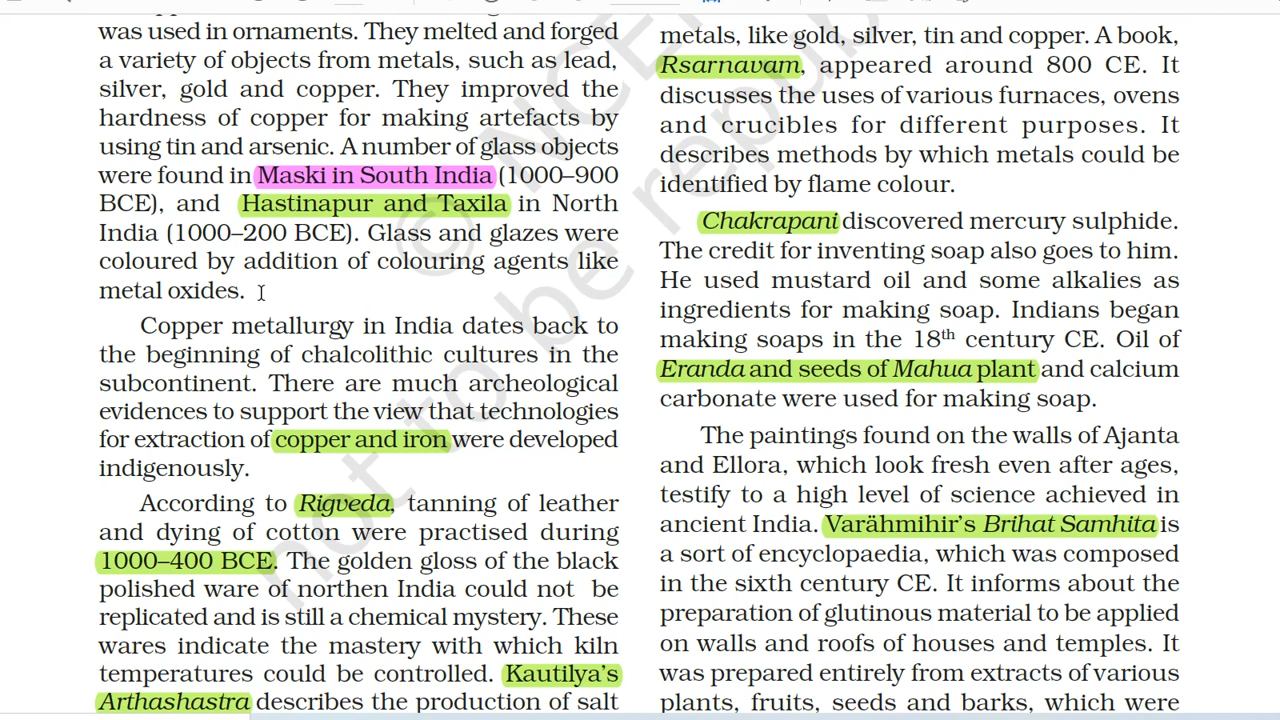 was used in ornaments. They melted and forged
a variety of objects from metals, such as lead,
silver, gold and copper. They improved the
hardness of copper for making artefacts by
using tin and arsenic. A number of glass objects
were found in Maski in South India (1000–900
BCE), and Hastinapur and Taxila in North
India (1000–200 BCE). Glass and glazes were
coloured by addition of colouring agents like
metal oxides.
Copper metallurgy in India dates back to
the beginning of chalcolithic cultures in the
subcontinent. There are much archeological
evidences to support the view that technologies
for extraction of copper and iron were developed
indigenously.
According to Rigveda, tanning of leather
and dying of cotton were practised during
1000–400 BCE. The golden gloss of the black
polished ware of northen India could not be
replicated and is still a chemical mystery. These
wares indicate the mastery with which kiln
temperatures could be controlled. Kautilya's
Arthashastra describes the production of salt
metals, like gold, silver, tin and copper. A book,
Rsarnavam, appeared around 800 CE. It
discusses the uses of various furnaces, ovens
and crucibles for different purposes. It
describes methods by which metals could be
identified by flame colour.
Chakrapani discovered mercury sulphide.
The credit for inventing soap also goes to him.
He used mustard oil and some alkalies as
ingredients for making soap. Indians began
making soaps in the 18th century CE. Oil of
Eranda and seeds of Mahua plant and calcium
carbonate were used for making soap.
The paintings found on the walls of Ajanta
and Ellora, which look fresh even after ages,
testify to a high level of science achieved in
ancient India. Varähmihir's Brihat Samhita is
a sort of encyclopaedia, which was composed
in the sixth century CE. It informs about the
preparation of glutinous material to be applied
on walls and roofs of houses and temples. It
was prepared entirely from extracts of various
plants, fruits, seeds and barks, which were
© NCE
not to be repu